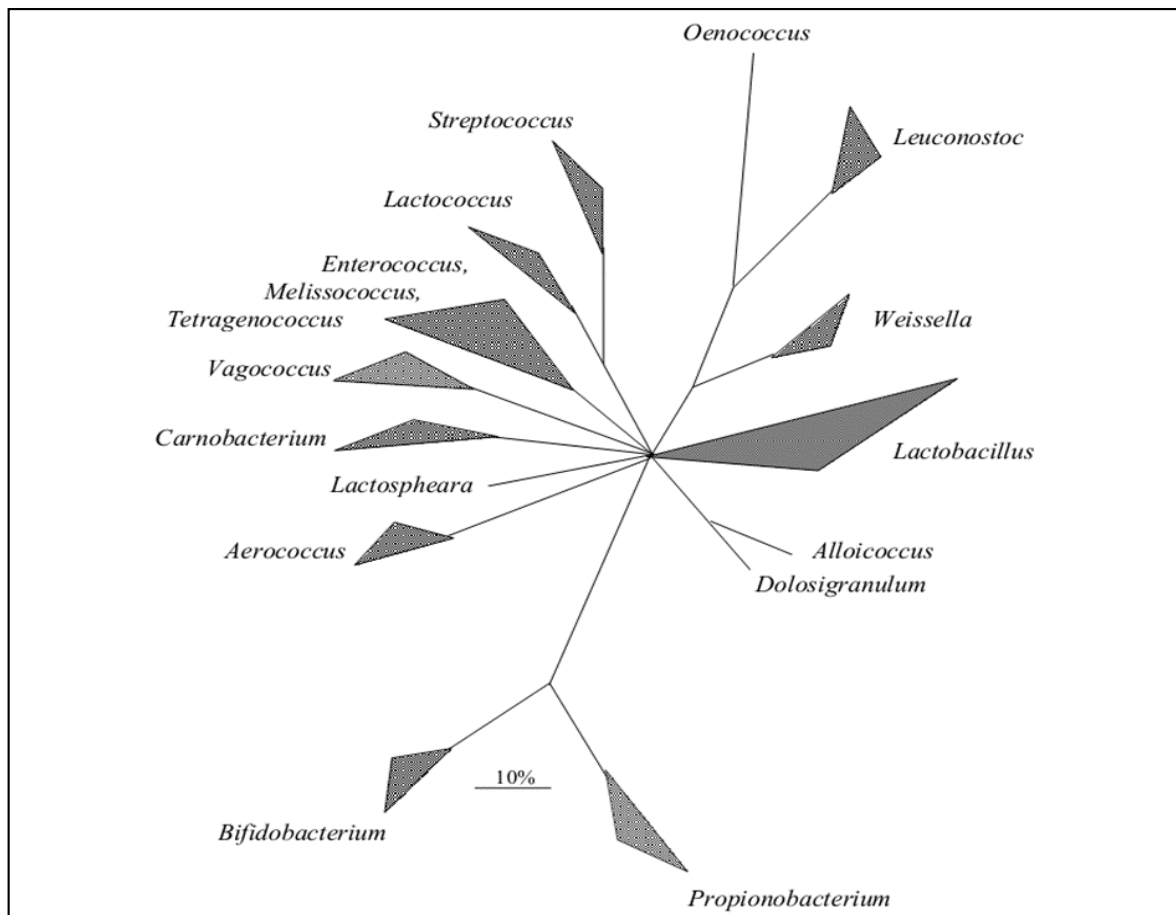 Oenococcus
Streptococcus
Leuconostoc
Lactococcus
Enterococcus,
Melissococcus,
Tetragenococcus
Weissella
Vagococcus
Carnobacterium
Lactobacillus
Lactospheara
Aerococcus
Alloicoccus
Dolosigranulum
10%
Bifidobacterium
Propionobacterium